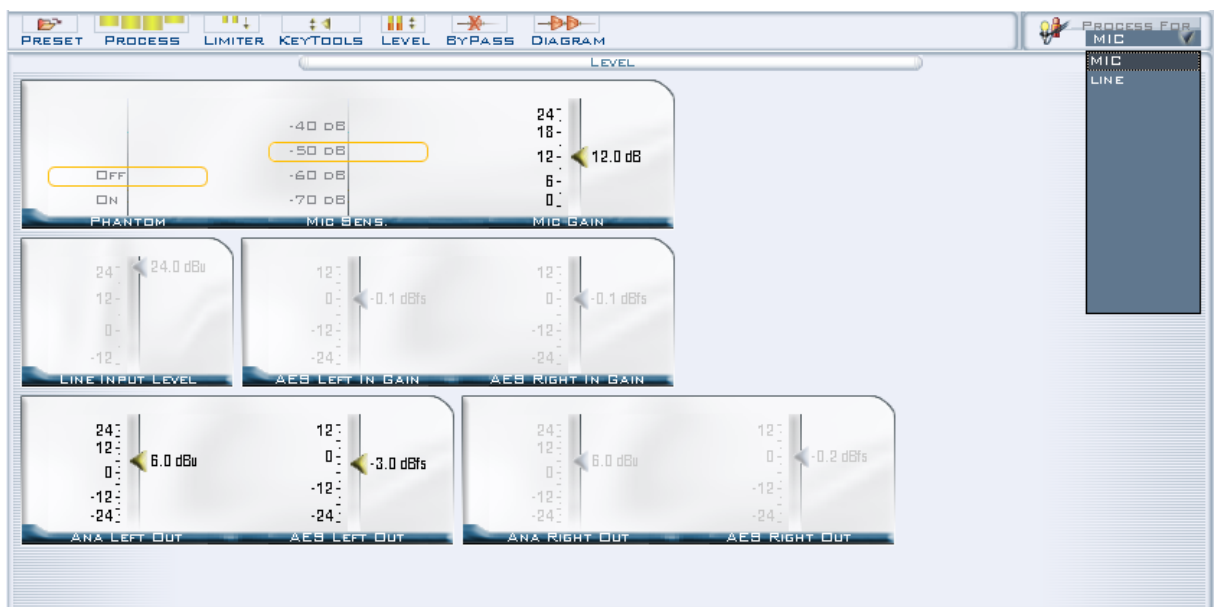 PRESET PROCESS LIMITER KEYTOOLS LEVEL BYPASS DIAGRAM
PROCESS FOR
MIC
MIC
LINE
LEVEL
OFF
ON
PHANTOM
-40 dB
-50 dB
-60 dB
-70 dB
MIC SENS.
24
18
12
6
0
12.0 dB
MIC GAIN
24
12
0
-12
24.0 dBu
LINE INPUT LEVEL
12
0
-12
-24
-0.1 dBfs
AES LEFT IN GAIN
12
0
-12
-24
-0.1 dBfs
AES RIGHT IN GAIN
24
12
0
-12
-24
6.0 dBu
ANA LEFT OUT
12
0
-12
-24
-3.0 dBfs
AES LEFT OUT
24
12
0
-12
-24
6.0 dBu
ANA RIGHT OUT
12
0
-12
-24
-0.2 dBfs
AES RIGHT OUT